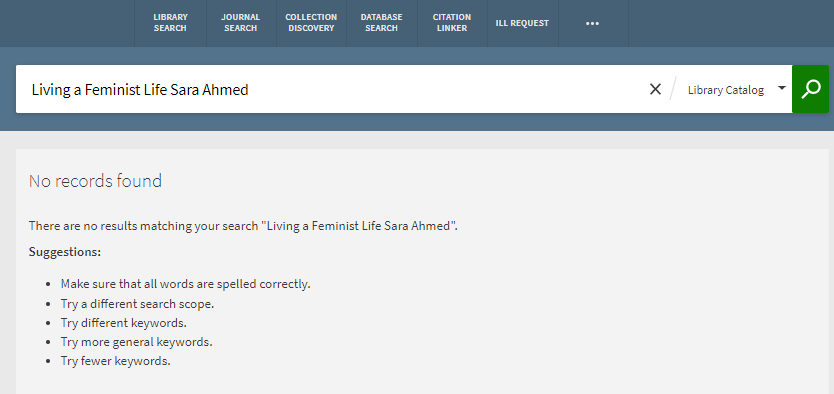 LIBRARY SEARCH
JOURNAL SEARCH
COLLECTION DISCOVERY
DATABASE SEARCH
CITATION LINKER
ILL REQUEST
•••
Living a Feminist Life Sara Ahmed
Library Catalog
No records found
There are no results matching your search "Living a Feminist Life Sara Ahmed".
Suggestions:
• Make sure that all words are spelled correctly.
• Try a different search scope.
• Try different keywords.
• Try more general keywords.
• Try fewer keywords.